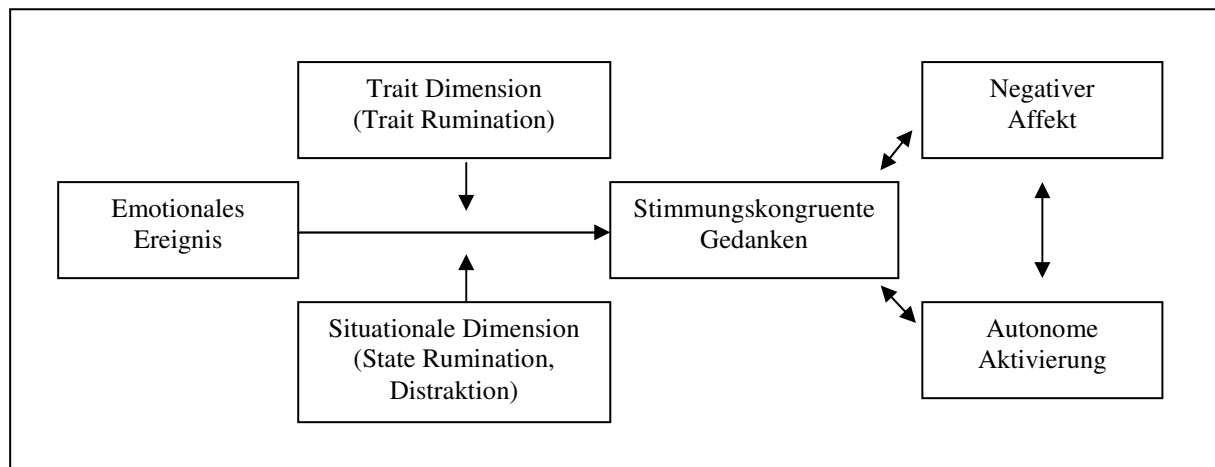 Trait Dimension
(Trait Rumination)
Negativer
Affekt
Emotionales
Ereignis
Stimmungskongruente
Gedanken
Situationale Dimension
(State Rumination,
Distraktion)
Autonome
Aktivierung